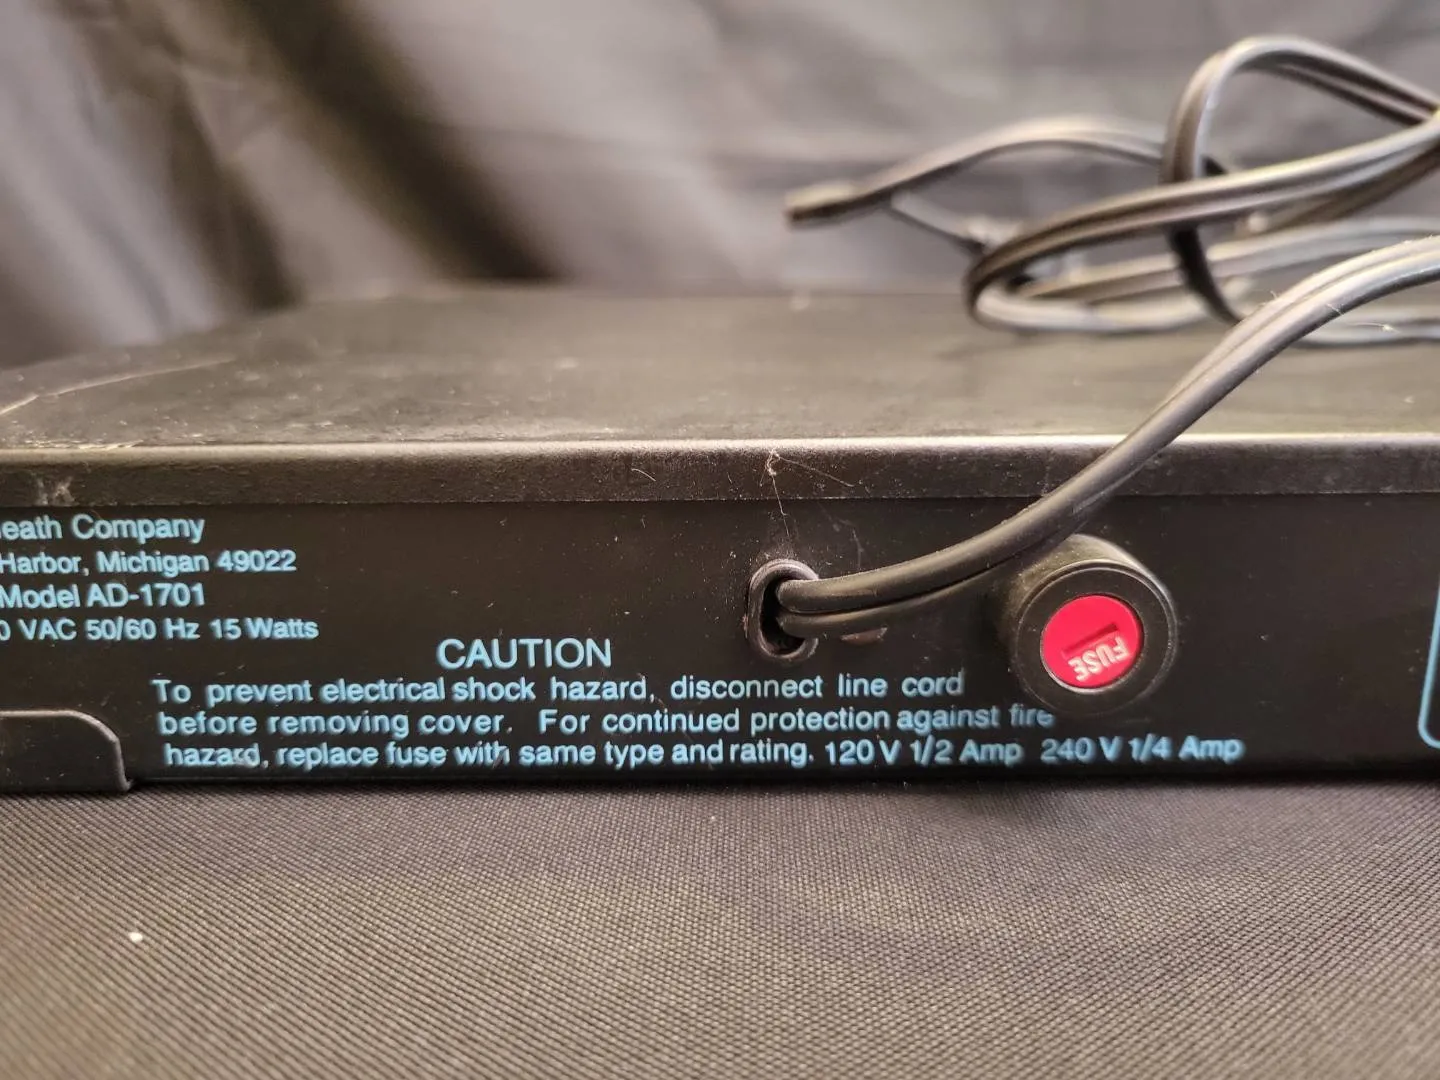 eath Company
Harbor, Michigan 49022
Model AD-1701
0 VAC 50/60 Hz 15 Watts
CAUTION
To prevent electrical shock hazard, disconnect line cord
before removing cover. For continued protection against fire
hazard, replace fuse with same type and rating. 120 V 1/2 Amp 240 V 1/4 Amp
FUSE